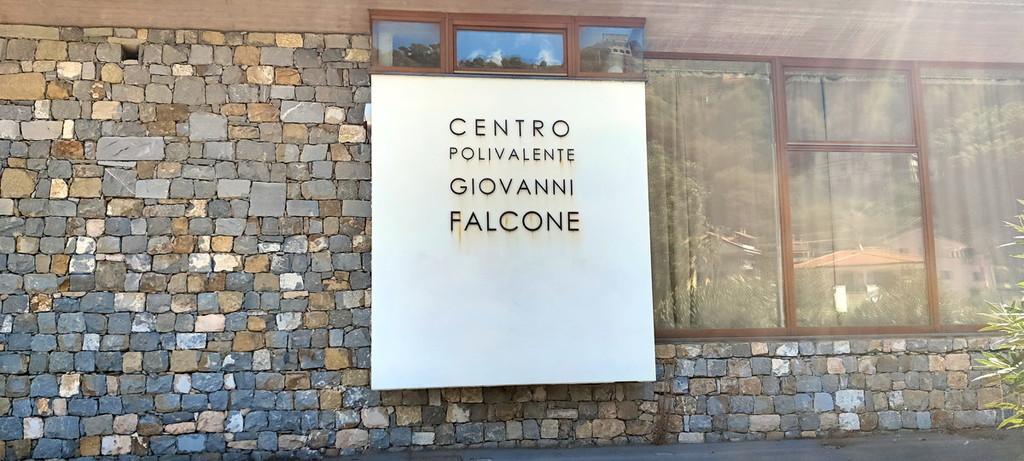 CENTRO
POLIVALENTE
GIOVANNI
FALCONE